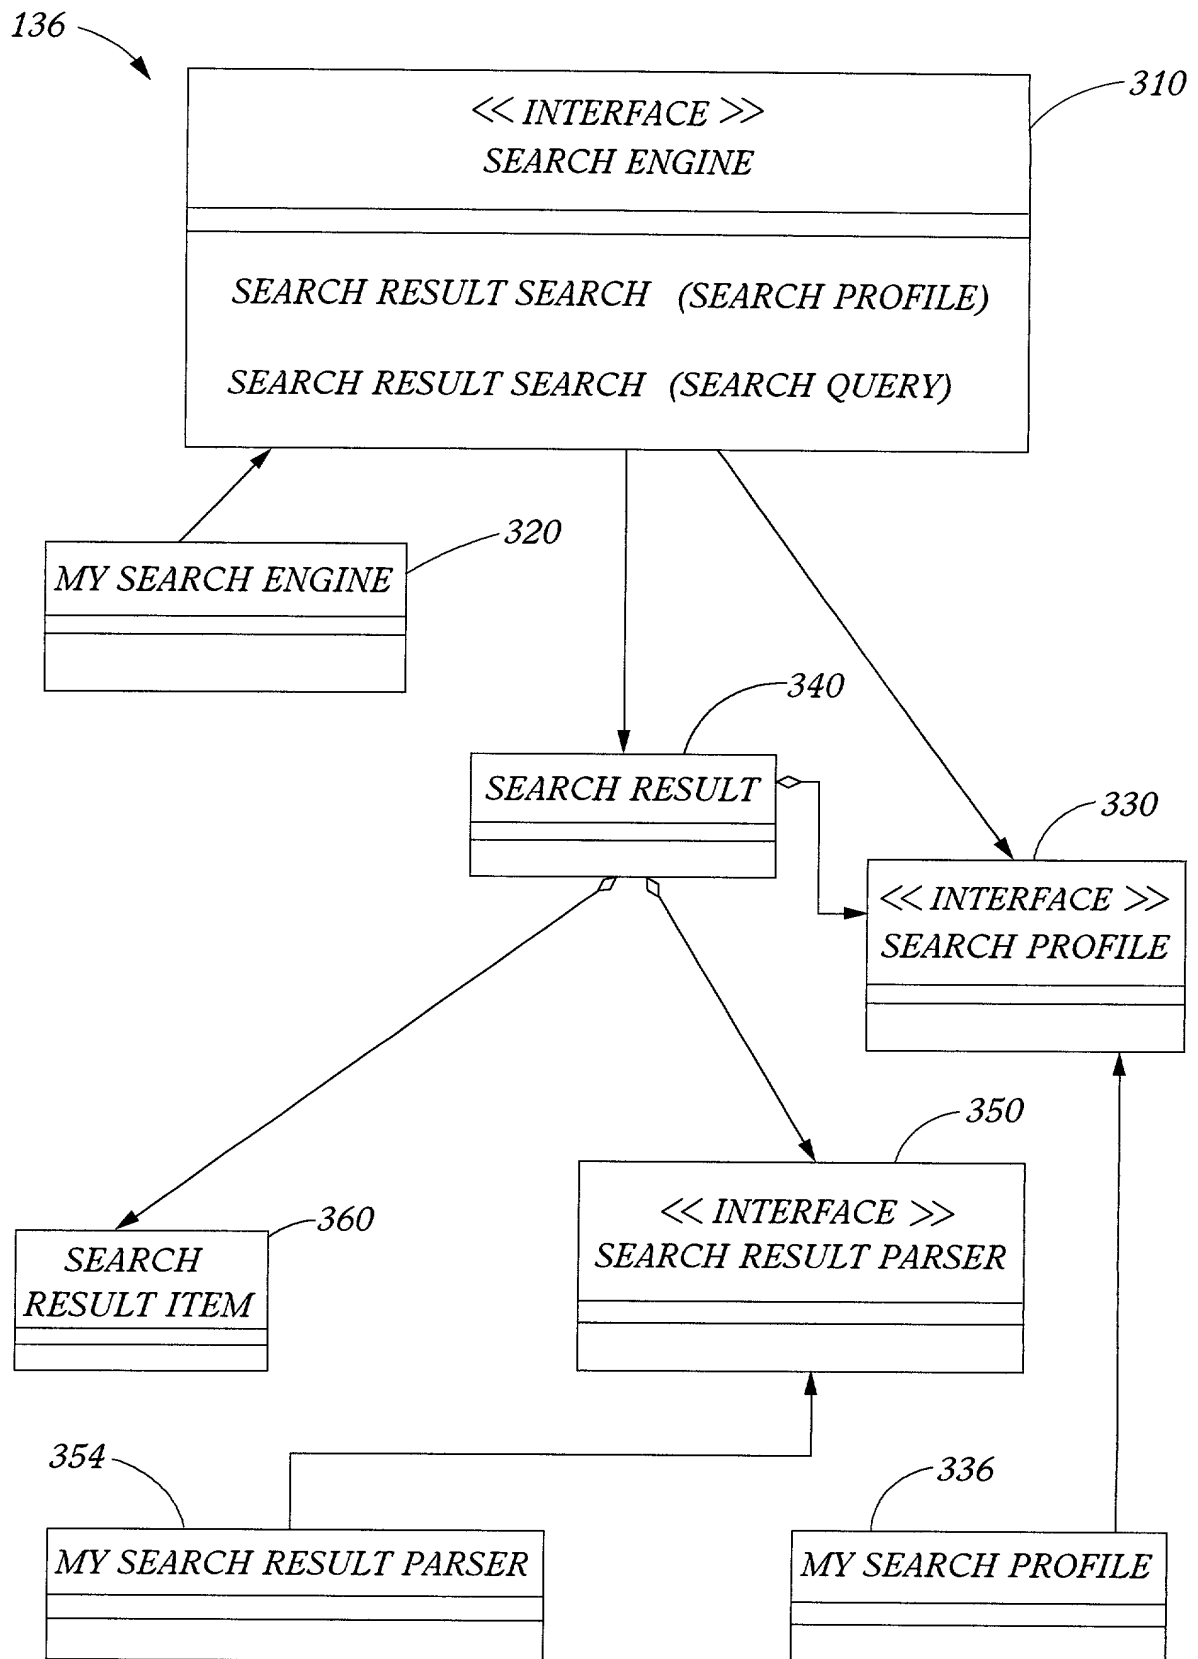 136
310
<< INTERFACE >>
SEARCH ENGINE
SEARCH RESULT SEARCH (SEARCH PROFILE)
SEARCH RESULT SEARCH (SEARCH QUERY)
320
MY SEARCH ENGINE
340
SEARCH RESULT
330
<< INTERFACE >>
SEARCH PROFILE
350
<< INTERFACE >>
SEARCH RESULT PARSER
360
SEARCH
RESULT ITEM
354
MY SEARCH RESULT PARSER
336
MY SEARCH PROFILE